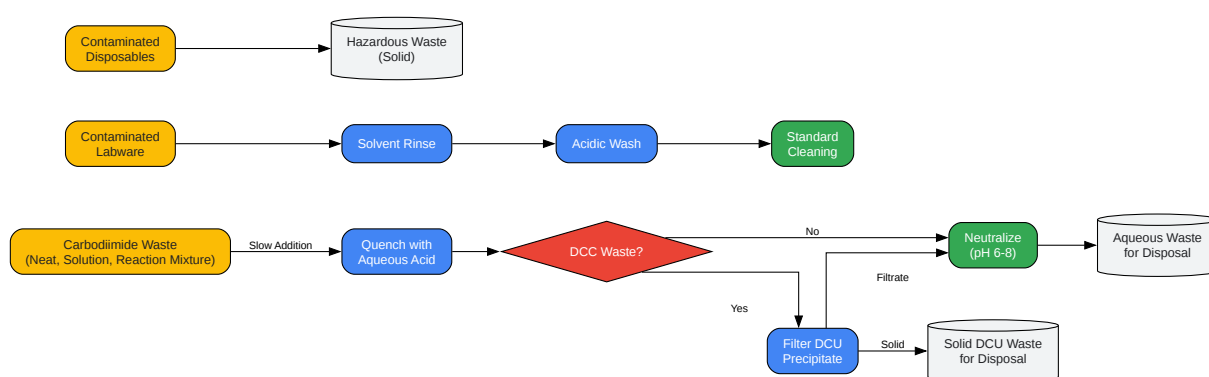 Contaminated
Disposables
Hazardous Waste
(Solid)
Contaminated
Labware
Solvent Rinse
Acidic Wash
Standard
Cleaning
Carbodiimide Waste
(Neat, Solution, Reaction Mixture)
Slow Addition
Quench with
Aqueous Acid
DCC Waste?
No
Neutralize
(pH 6-8)
Aqueous Waste
for Disposal
Filtrate
Yes
Filter DCU
Precipitate
Solid
Solid DCU Waste
for Disposal